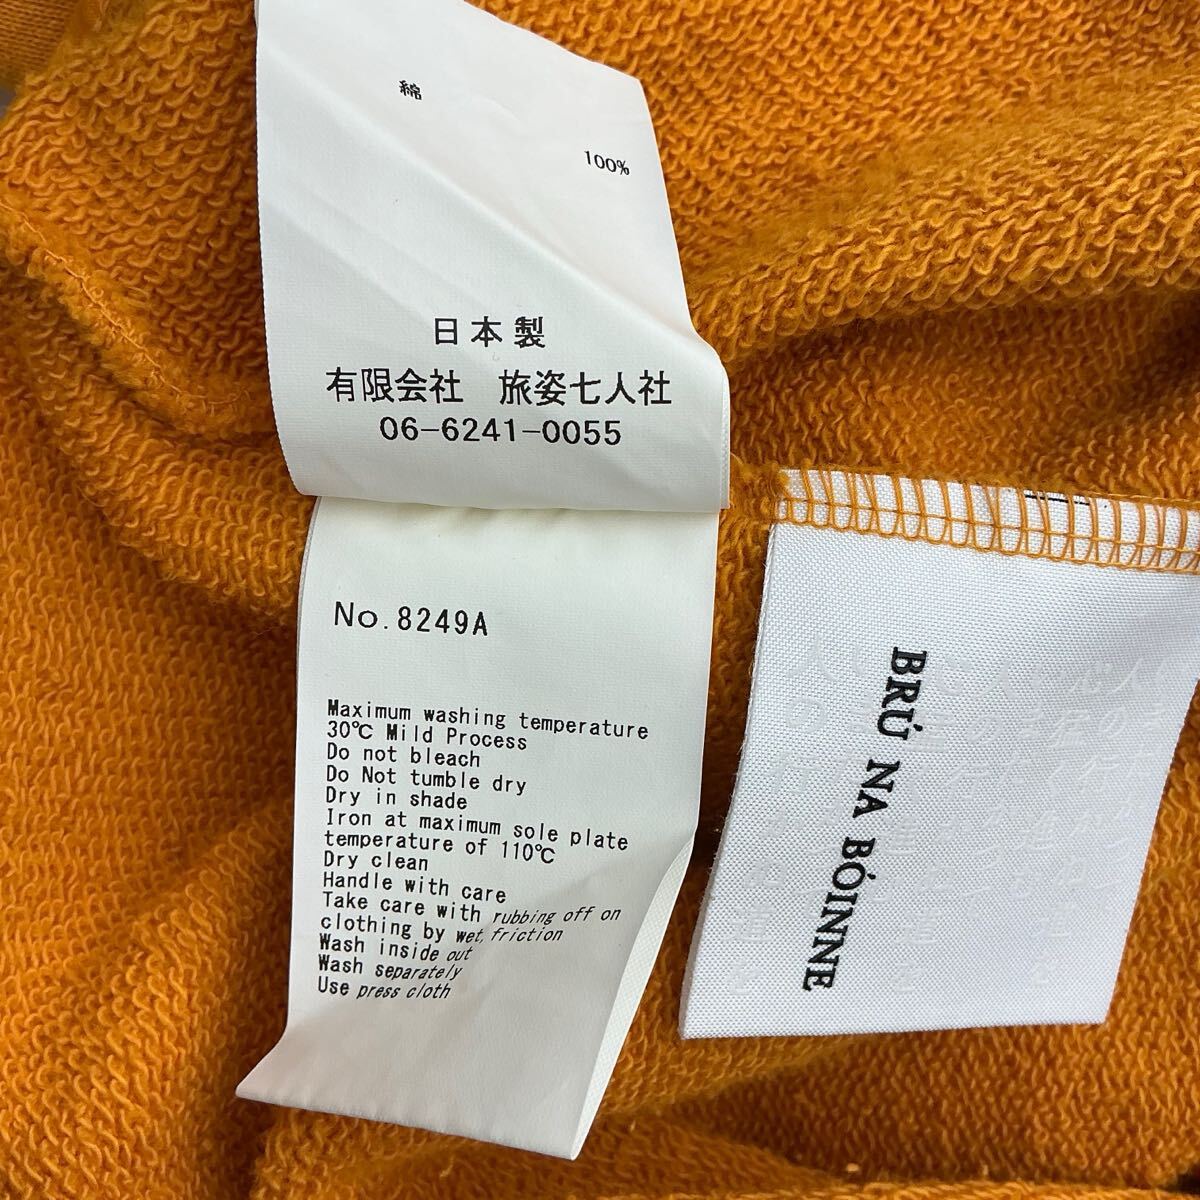 綿
100%
日本製
有限会社 旅姿七人社
06-6241-0055
No.8249A
Maximum washing temperature
30℃ Mild Process
Do not bleach
Do Not tumble dry
Dry in shade
Iron at maximum sole plate
temperature of 110℃
Dry clean
Handle with care
Take care with rubbing off on
clothing by wet, friction
Wash inside out
Wash separately
Use press cloth
BRÚ NA BÓINNE